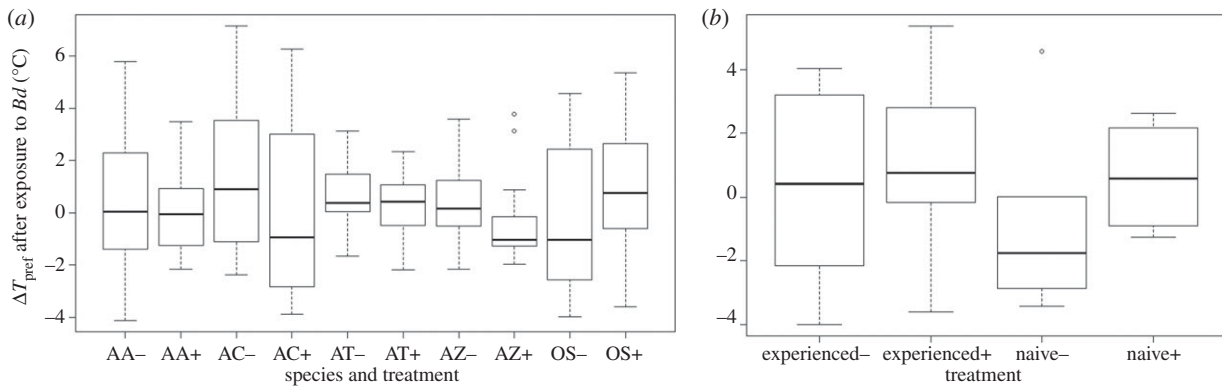 (a)
ΔTpref after exposure to Bd (°C)
6
4
2
0
−2
−4
AA− AA+ AC− AC+ AT− AT+ AZ− AZ+ OS− OS+
species and treatment
(b)
4
2
0
−2
−4
experienced− experienced+ naive− naive+
treatment